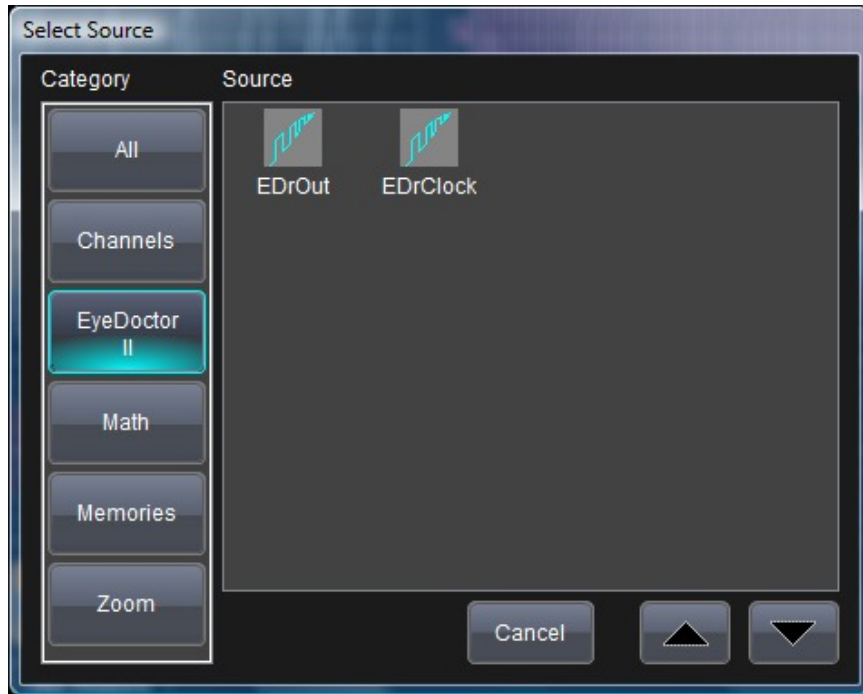 Select Source
Category
Source
All
Channels
EyeDoctor
II
Math
Memories
Zoom
EDrOut
EDrClock
Cancel